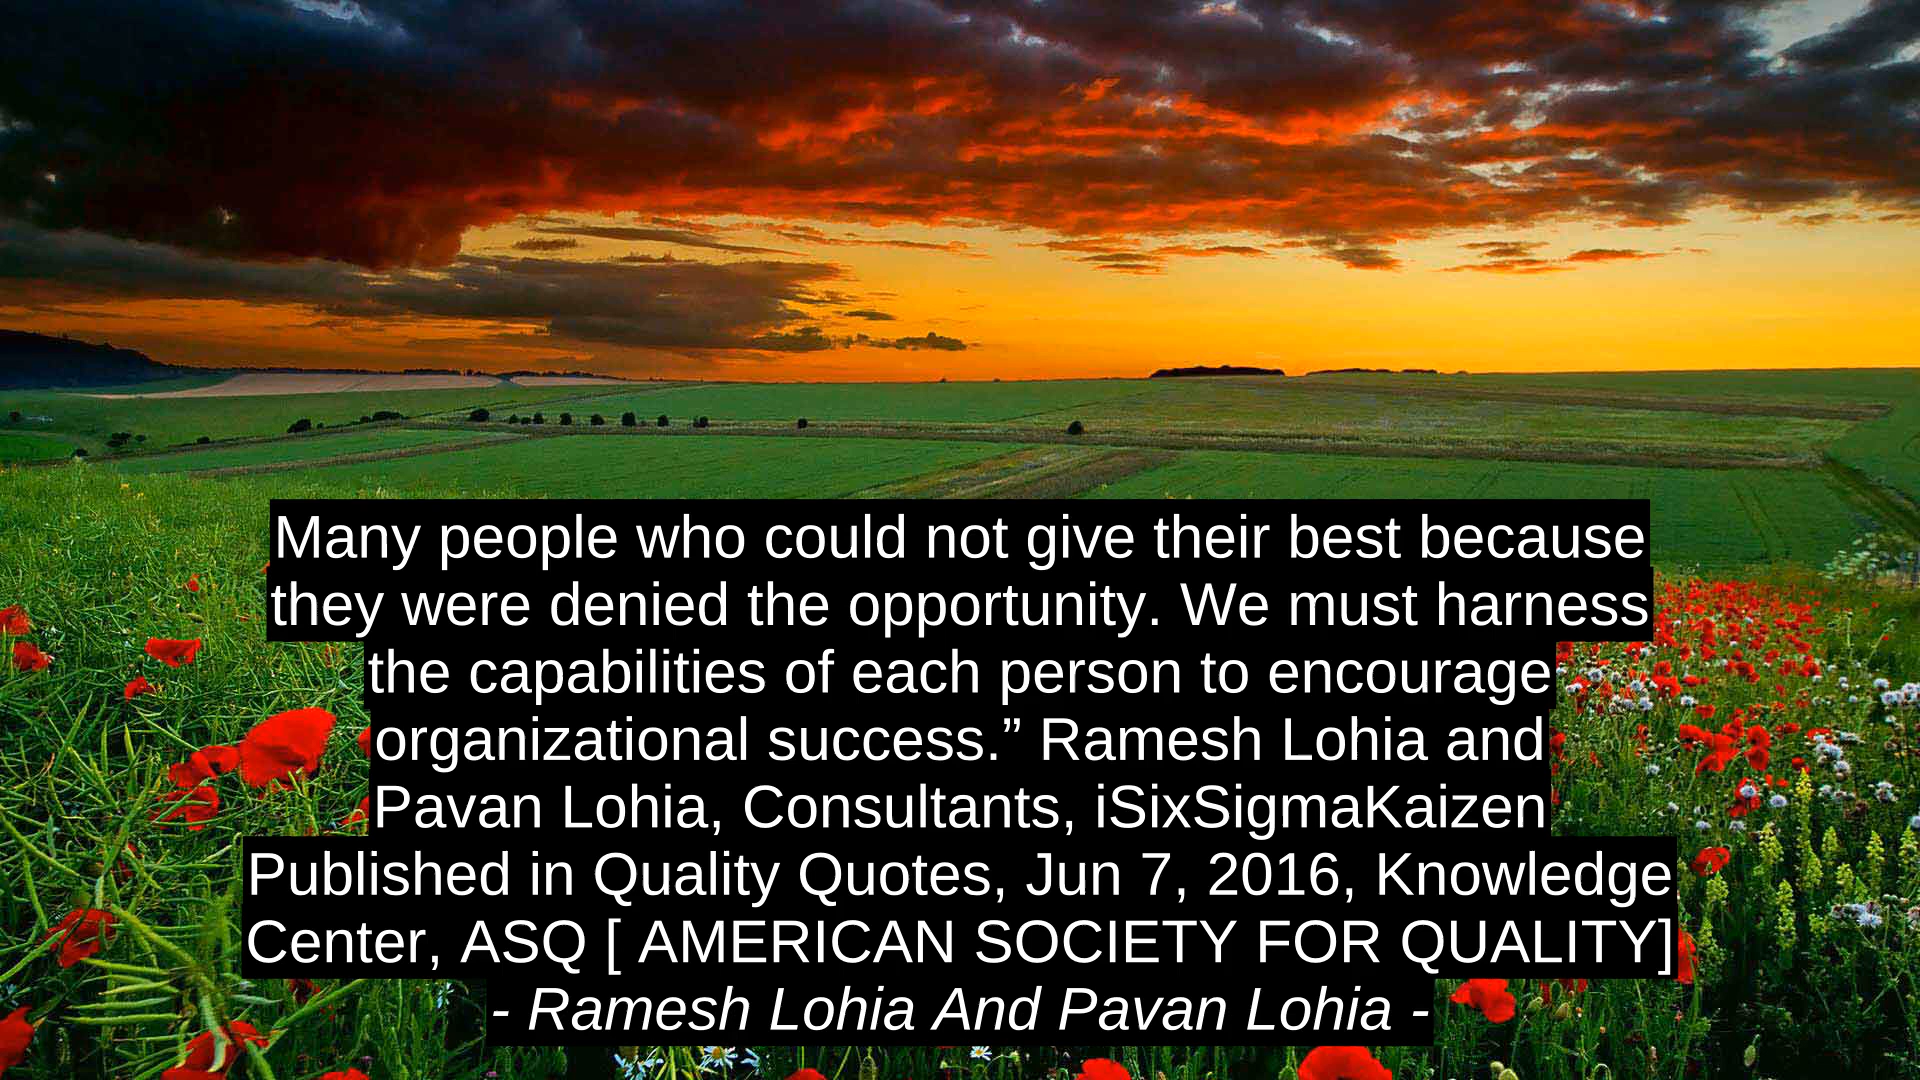 Many people who could not give their best because
they were denied the opportunity. We must harness
the capabilities of each person to encourage
organizational success.” Ramesh Lohia and
Pavan Lohia, Consultants, iSixSigmaKaizen
Published in Quality Quotes, Jun 7, 2016, Knowledge
Center, ASQ [ AMERICAN SOCIETY FOR QUALITY]
- Ramesh Lohia And Pavan Lohia -